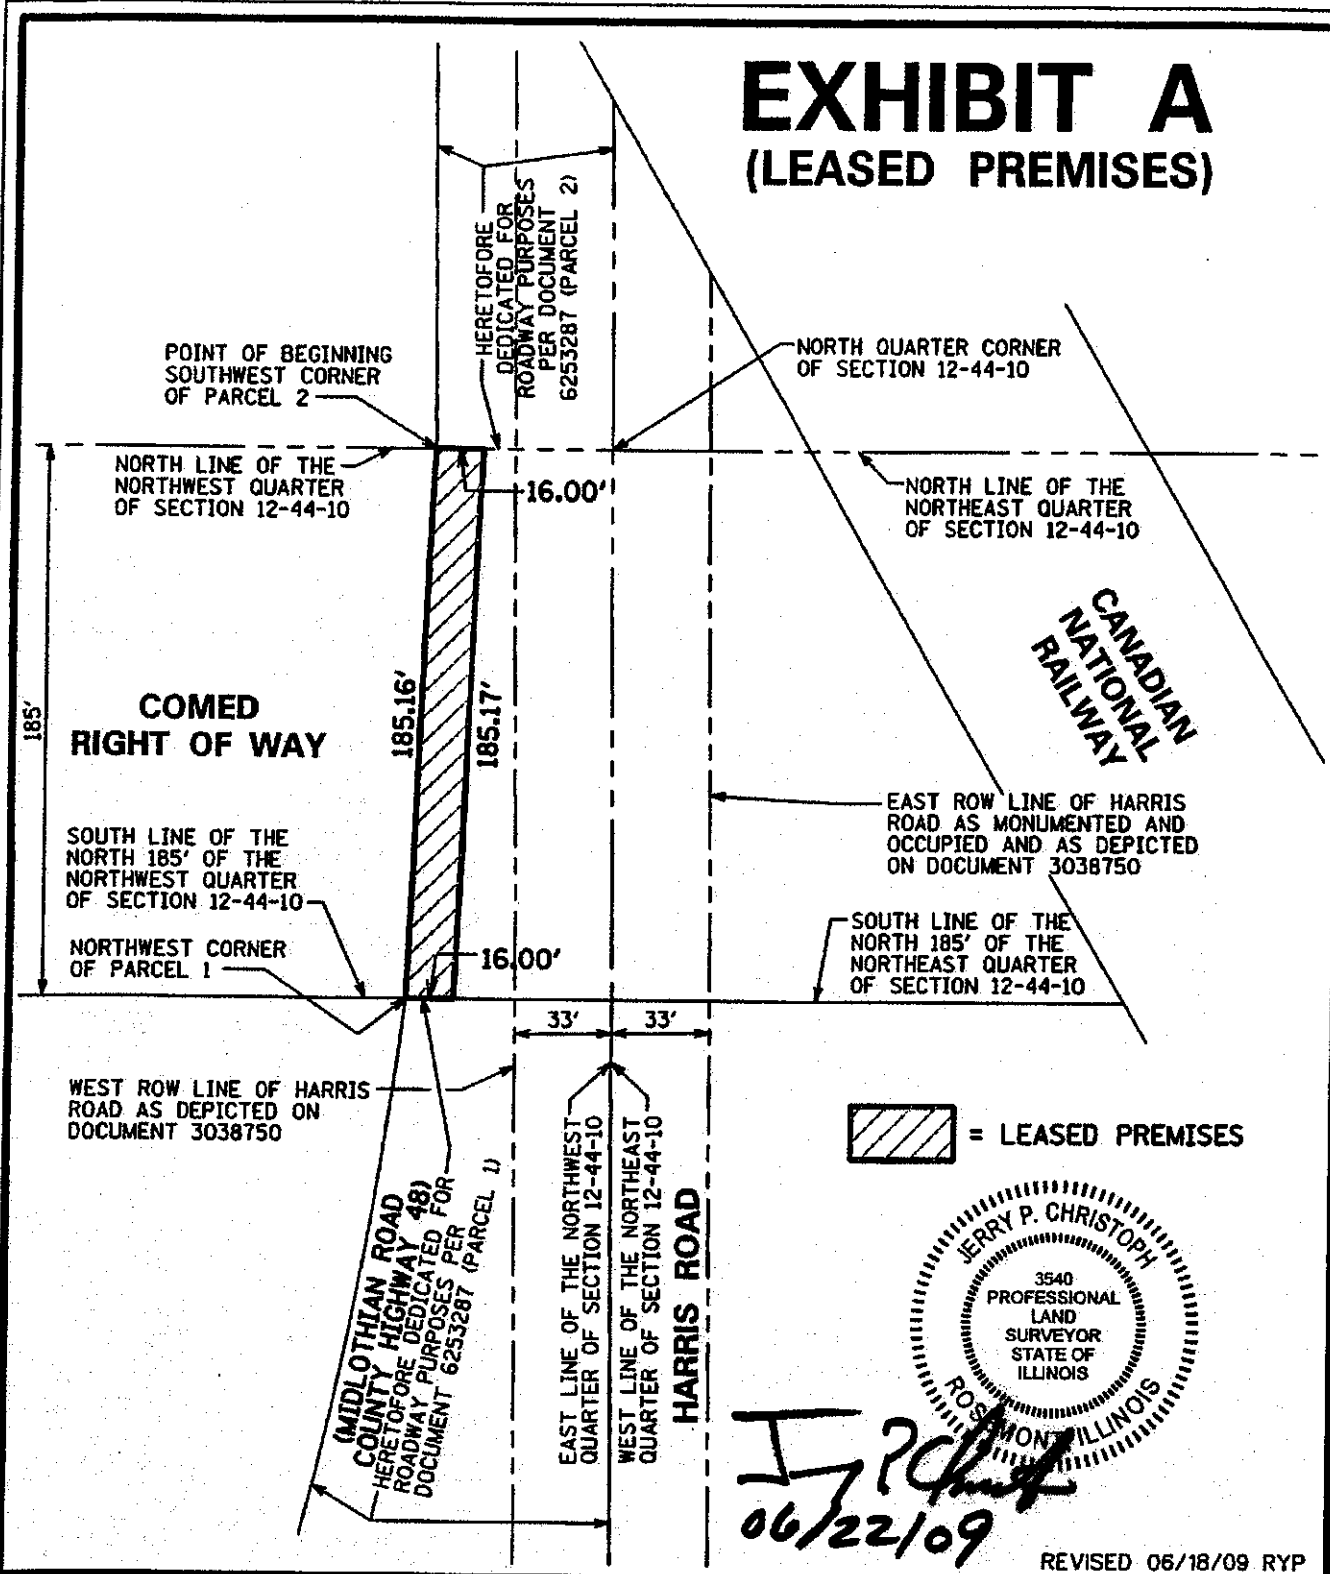 EXHIBIT A
(LEASED PREMISES)
HERETOFORE
DEDICATED FOR
ROADWAY PURPOSES
PER DOCUMENT
6253287 (PARCEL 2)
POINT OF BEGINNING
SOUTHWEST CORNER
OF PARCEL 2
NORTH QUARTER CORNER
OF SECTION 12-44-10
NORTH LINE OF THE
NORTHWEST QUARTER
OF SECTION 12-44-10
16.00'
NORTH LINE OF THE
NORTHEAST QUARTER
OF SECTION 12-44-10
CANADIAN
NATIONAL
RAILWAY
185'
COMED
RIGHT OF WAY
185.16'
185.17'
EAST ROW LINE OF HARRIS
ROAD AS MONUMENTED AND
OCCUPIED AND AS DEPICTED
ON DOCUMENT 3038750
SOUTH LINE OF THE
NORTH 185' OF THE
NORTHWEST QUARTER
OF SECTION 12-44-10
NORTHWEST CORNER
OF PARCEL 1
16.00'
SOUTH LINE OF THE
NORTH 185' OF THE
NORTHEAST QUARTER
OF SECTION 12-44-10
33'
33'
WEST ROW LINE OF HARRIS
ROAD AS DEPICTED ON
DOCUMENT 3038750
(MIDLOTHIAN ROAD
COUNTY HIGHWAY 48)
HERETOFORE DEDICATED FOR
ROADWAY PURPOSES PER
DOCUMENT 6253287 (PARCEL 1)
EAST LINE OF THE NORTHWEST
QUARTER OF SECTION 12-44-10
WEST LINE OF THE NORTHEAST
QUARTER OF SECTION 12-44-10
HARRIS ROAD
= LEASED PREMISES
JERRY P. CHRISTOPH
3540
PROFESSIONAL
LAND
SURVEYOR
STATE OF
ILLINOIS
ROSEMONT ILLINOIS
06/22/09
REVISED 06/18/09 RYP